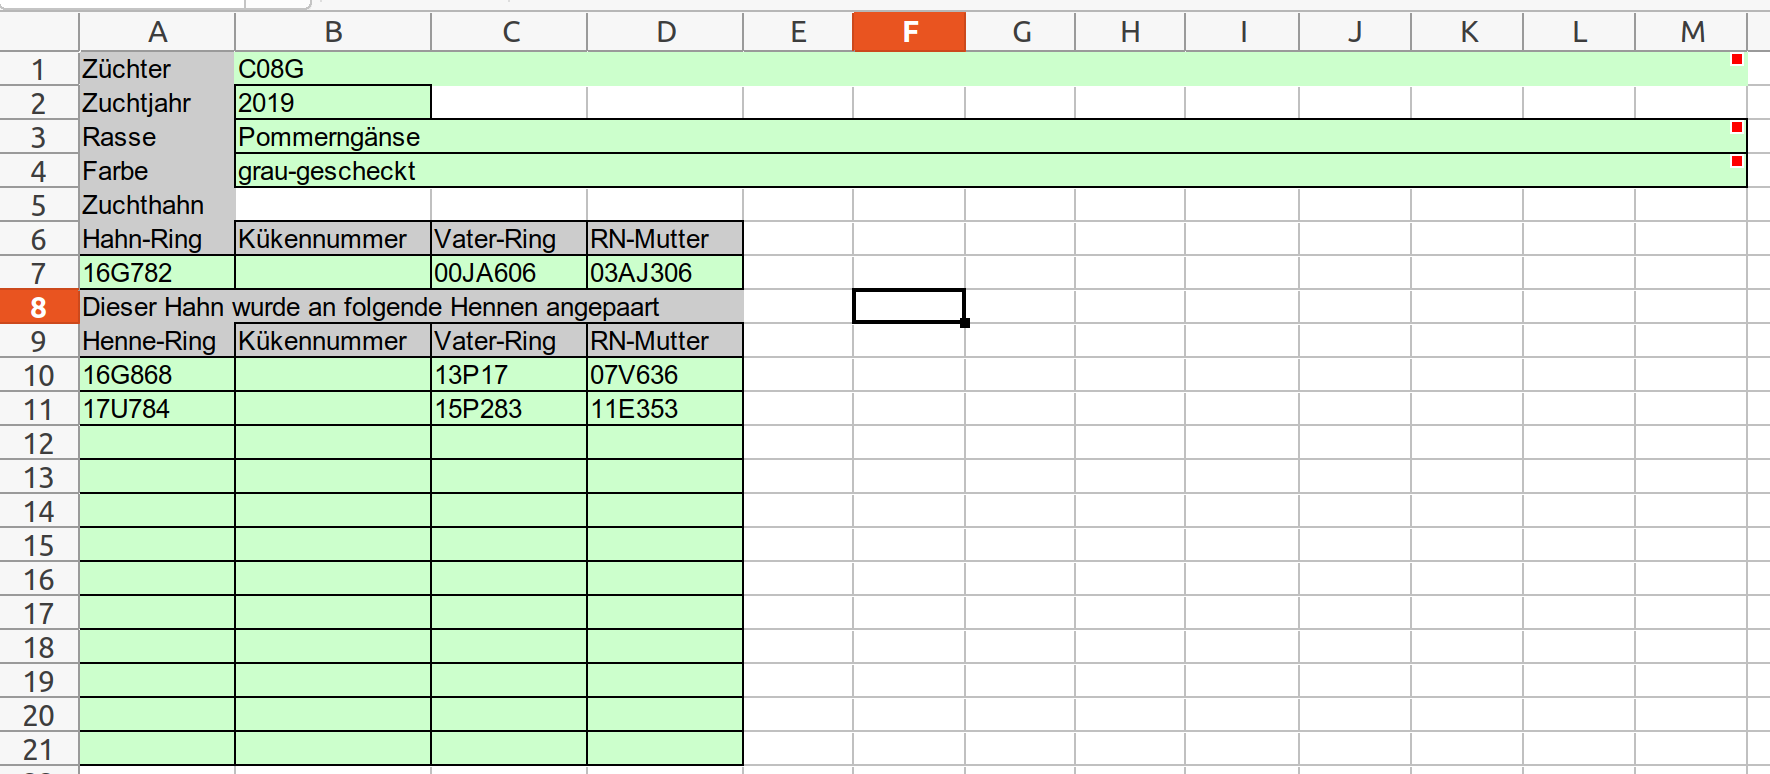 A B C D E F G H I J K L M
1 Züchter C08G
2 Zuchtjahr 2019
3 Rasse Pommerngänse
4 Farbe grau-gescheckt
5 Zuchthahn
6 Hahn-Ring Kükennummer Vater-Ring RN-Mutter
7 16G782 00JA606 03AJ306
8 Dieser Hahn wurde an folgende Hennen angepaart
9 Henne-Ring Kükennummer Vater-Ring RN-Mutter
10 16G868 13P17 07V636
11 17U784 15P283 11E353
12
13
14
15
16
17
18
19
20
21